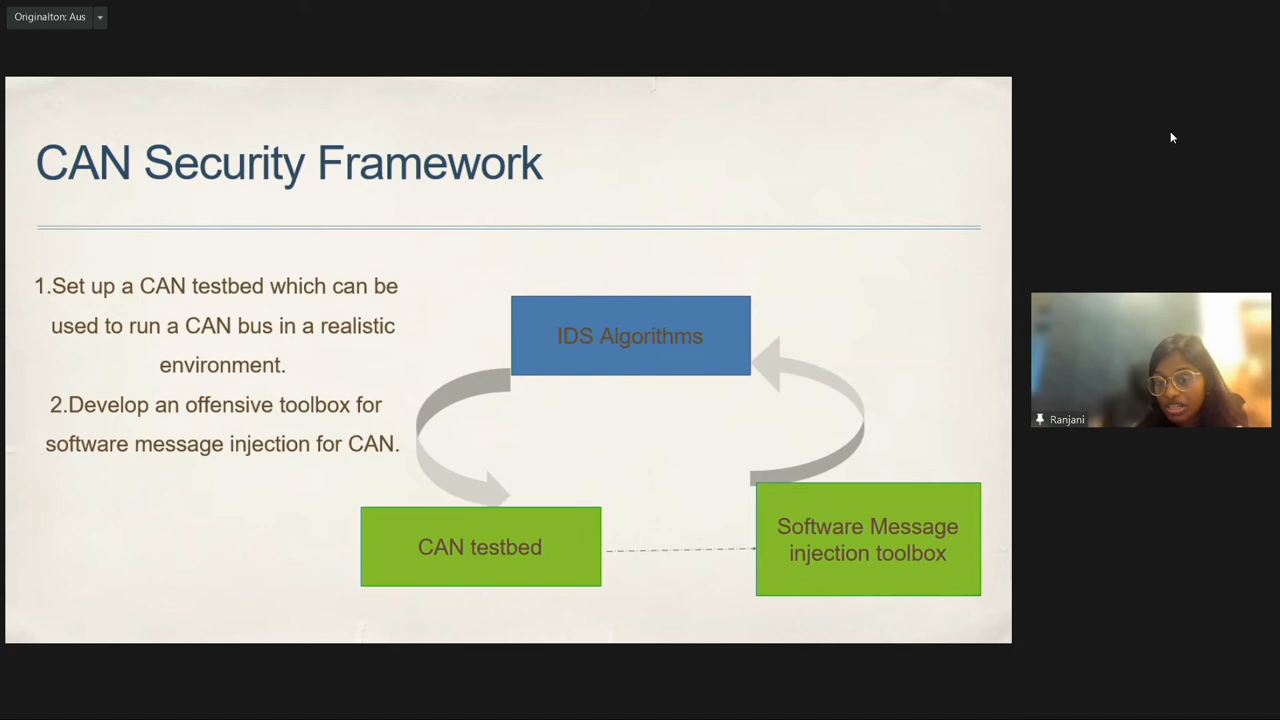 Originalton: Aus
CAN Security Framework
1.Set up a CAN testbed which can be
used to run a CAN bus in a realistic
environment.
2.Develop an offensive toolbox for
software message injection for CAN.
IDS Algorithms
CAN testbed
Software Message
injection toolbox
Ranjani